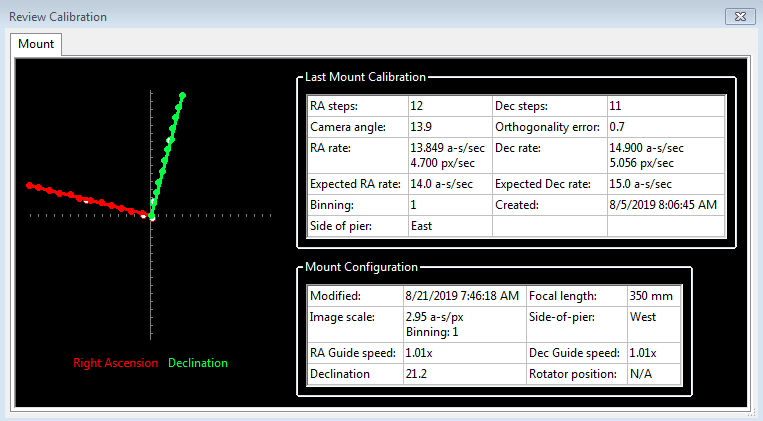 Review Calibration
Mount
Last Mount Calibration
RA steps: 12 Dec steps: 11
Camera angle: 13.9 Orthogonality error: 0.7
RA rate: 13.849 a-s/sec Dec rate: 14.900 a-s/sec
4.700 px/sec 5.056 px/sec
Expected RA rate: 14.0 a-s/sec Expected Dec rate: 15.0 a-s/sec
Binning: 1 Created: 8/5/2019 8:06:45 AM
Side of pier: East
Mount Configuration
Modified: 8/21/2019 7:46:18 AM Focal length: 350 mm
Image scale: 2.95 a-s/px Side-of-pier: West
Binning: 1
RA Guide speed: 1.01x Dec Guide speed: 1.01x
Declination 21.2 Rotator position: N/A
Right Ascension Declination